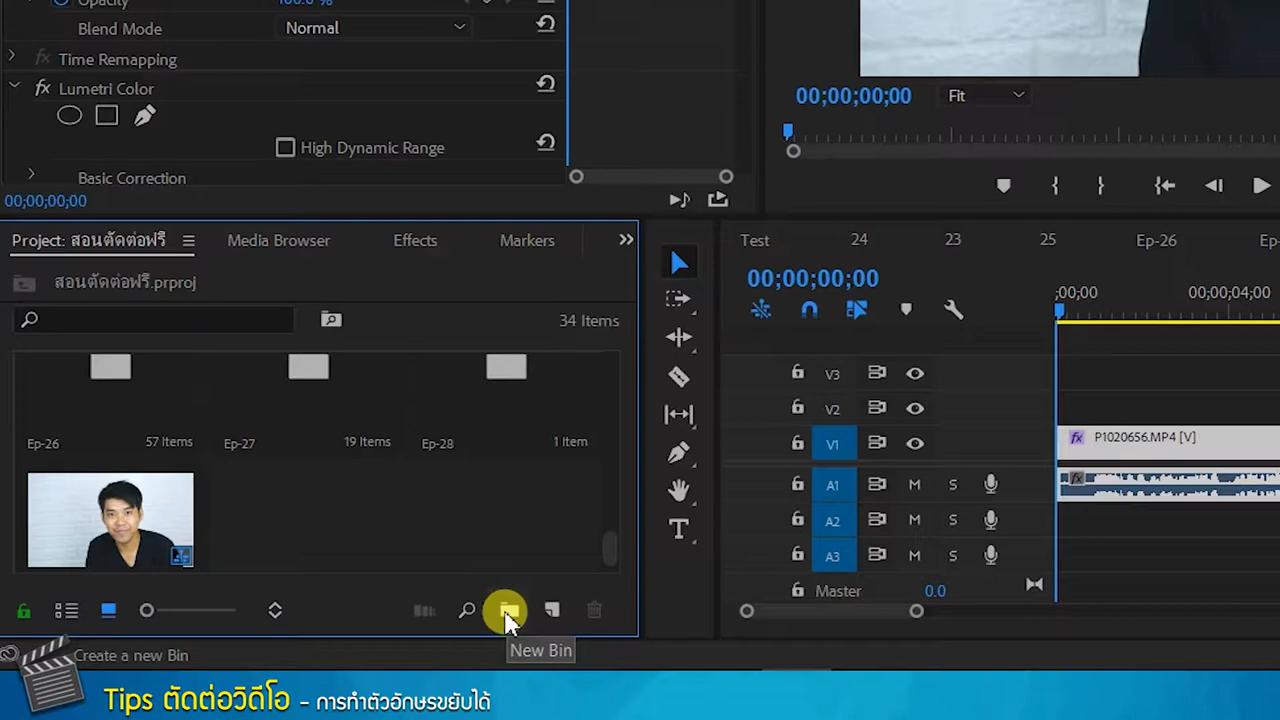 Opacity 100.0 %
Blend Mode Normal
Time Remapping
fx Lumetri Color
High Dynamic Range
Basic Correction
00;00;00;00
00;00;00;00 Fit
Project: สอนตัดต่อฟรี Media Browser Effects Markers
สอนตัดต่อฟรี.prproj
34 Items
Ep-26 57 Items Ep-27 19 Items Ep-28 1 Item
New Bin
Create a new Bin
Test 24 23 25 Ep-26 Ep-
00;00;00;00
;00;00 00;00;04;00
V3
V2
V1 fx P1020656.MP4 [V]
A1 M S fx
A2 M S
A3 M S
Master 0.0
T
Tips ตัดต่อวิดีโอ - การทำตัวอักษรขยับได้